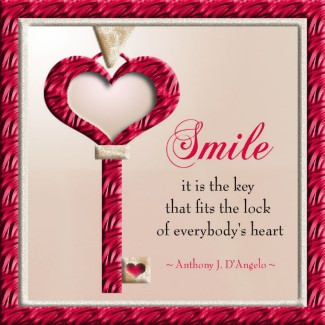 Smile
it is the key
that fits the lock
of everybody's heart
~ Anthony J. D'Angelo ~